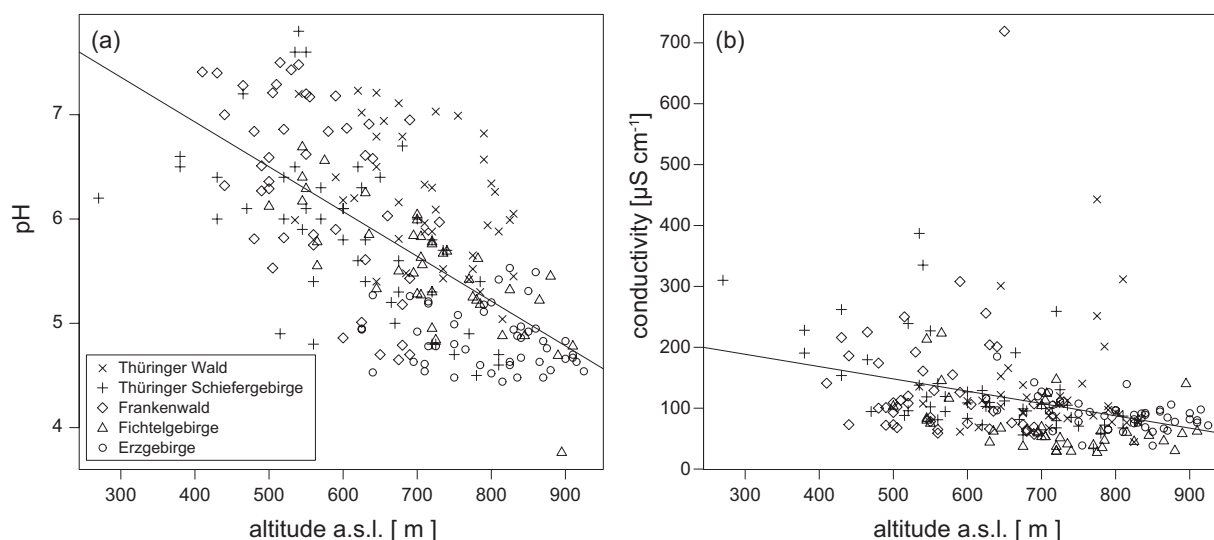 (a)
pH
7
6
5
4
× Thüringer Wald
+ Thüringer Schiefergebirge
◇ Frankenwald
△ Fichtelgebirge
○ Erzgebirge
300 400 500 600 700 800 900
altitude a.s.l. [ m ]
(b)
conductivity [µS cm⁻¹]
700
600
500
400
300
200
100
0
300 400 500 600 700 800 900
altitude a.s.l. [ m ]